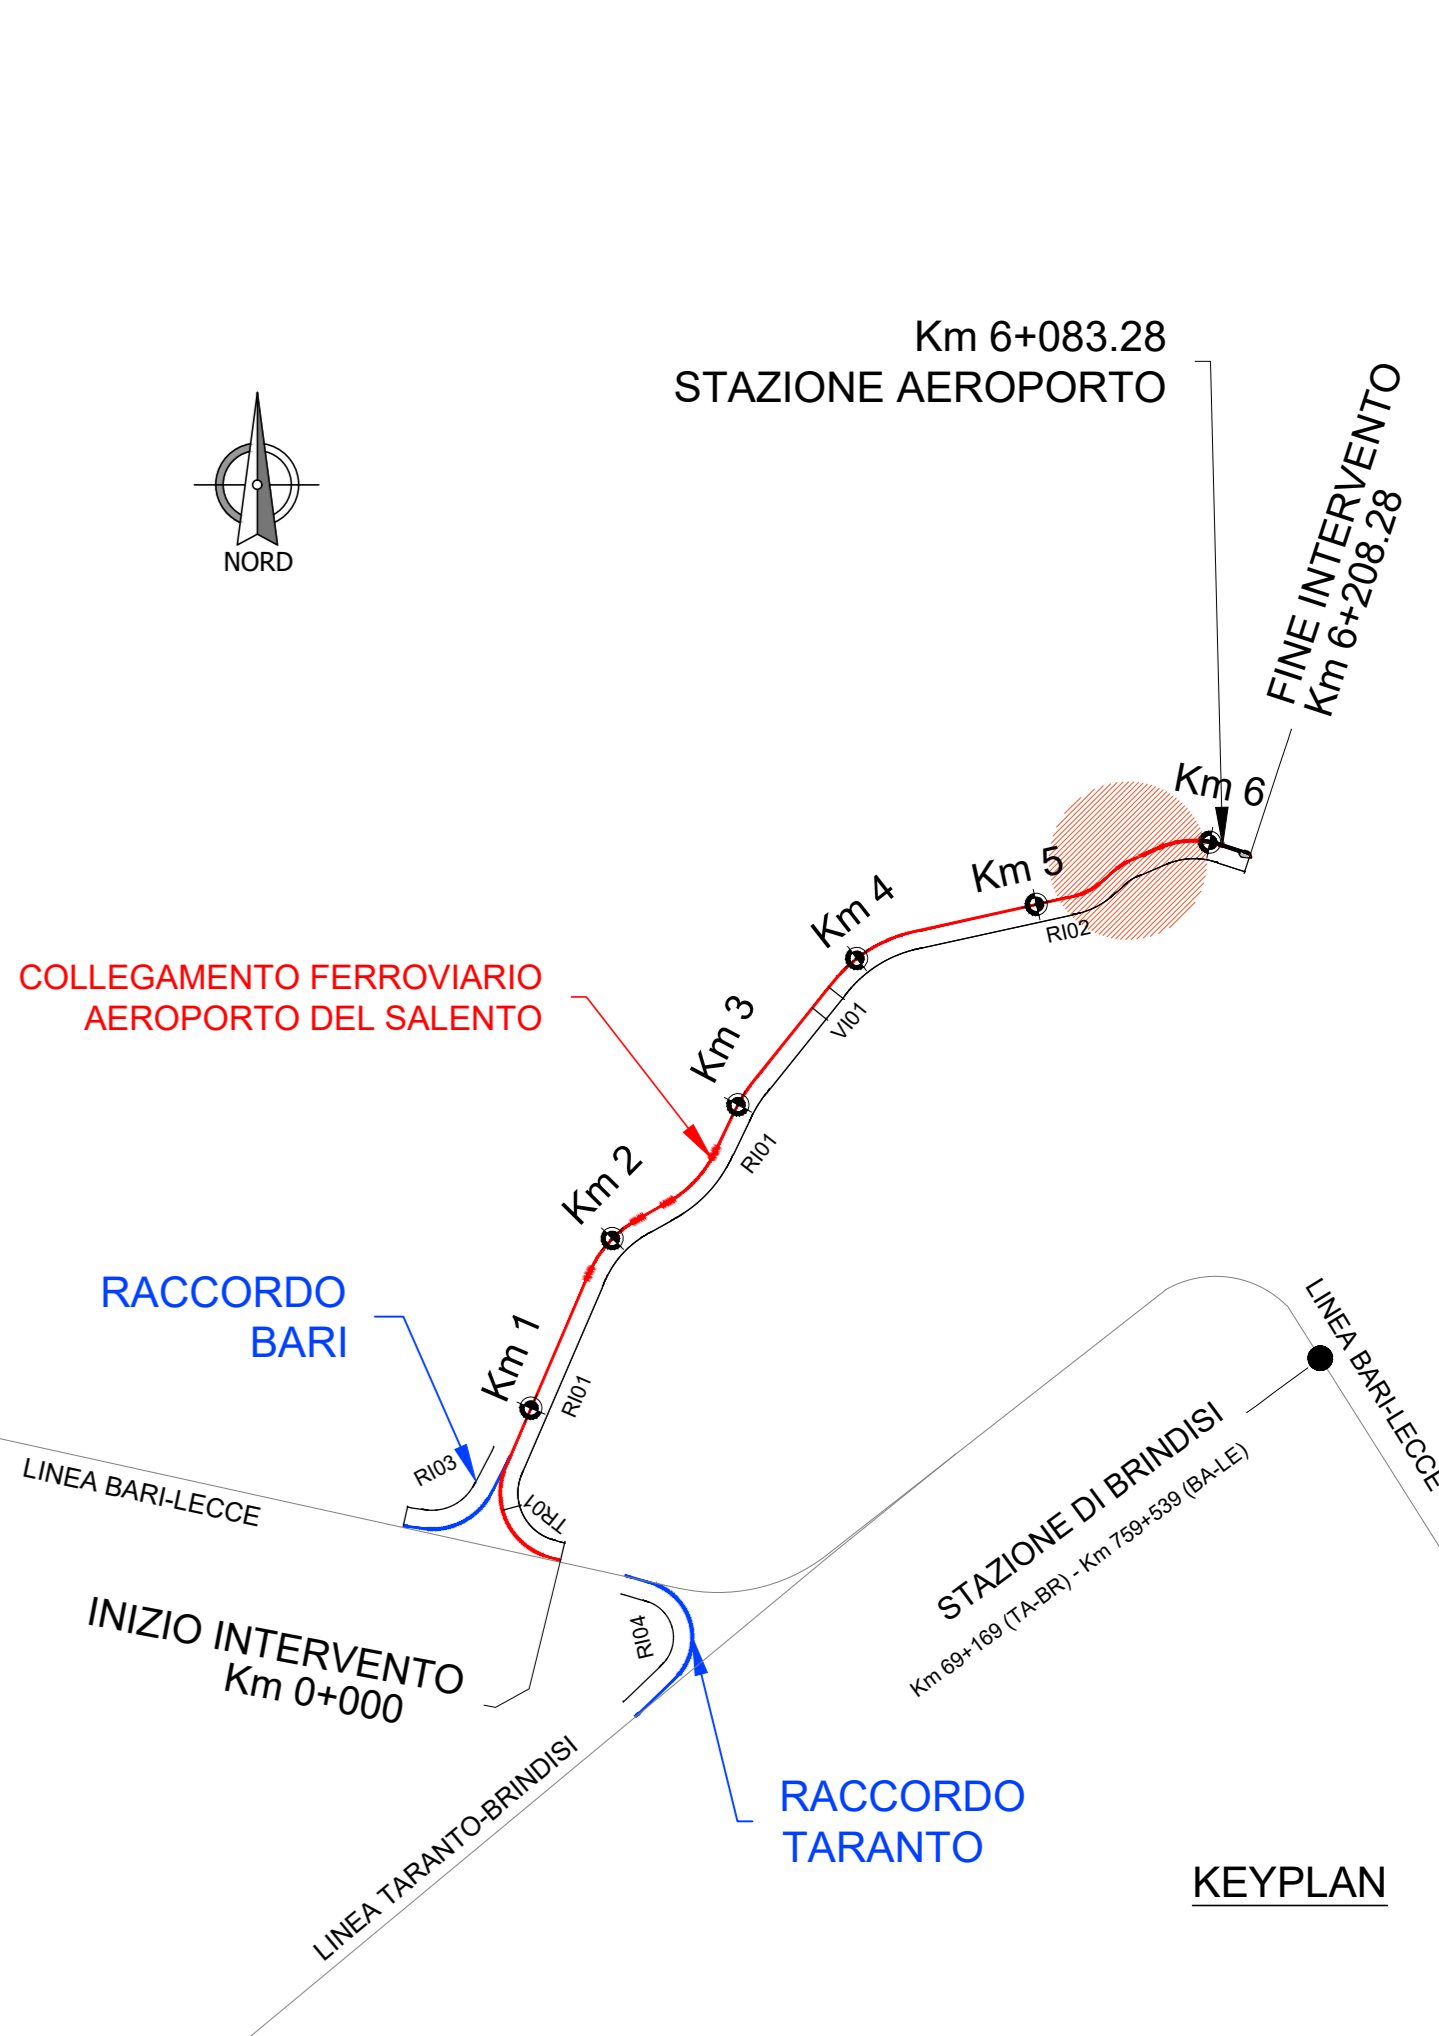 Km 6+083.28
STAZIONE AEROPORTO
FINE INTERVENTO
Km 6+208.28
NORD
Km 6
Km 5
RI02
Km 4
COLLEGAMENTO FERROVIARIO
AEROPORTO DEL SALENTO
VI01
Km 3
RI01
Km 2
RACCORDO
BARI
Km 1
RI01
LINEA BARI-LECCE
RI03
LINEA BARI-LECCE
TR01
STAZIONE DI BRINDISI
Km 69+169 (TA-BR) - Km 759+539 (BA-LE)
INIZIO INTERVENTO
Km 0+000
RI04
LINEA TARANTO-BRINDISI
RACCORDO
TARANTO
KEYPLAN